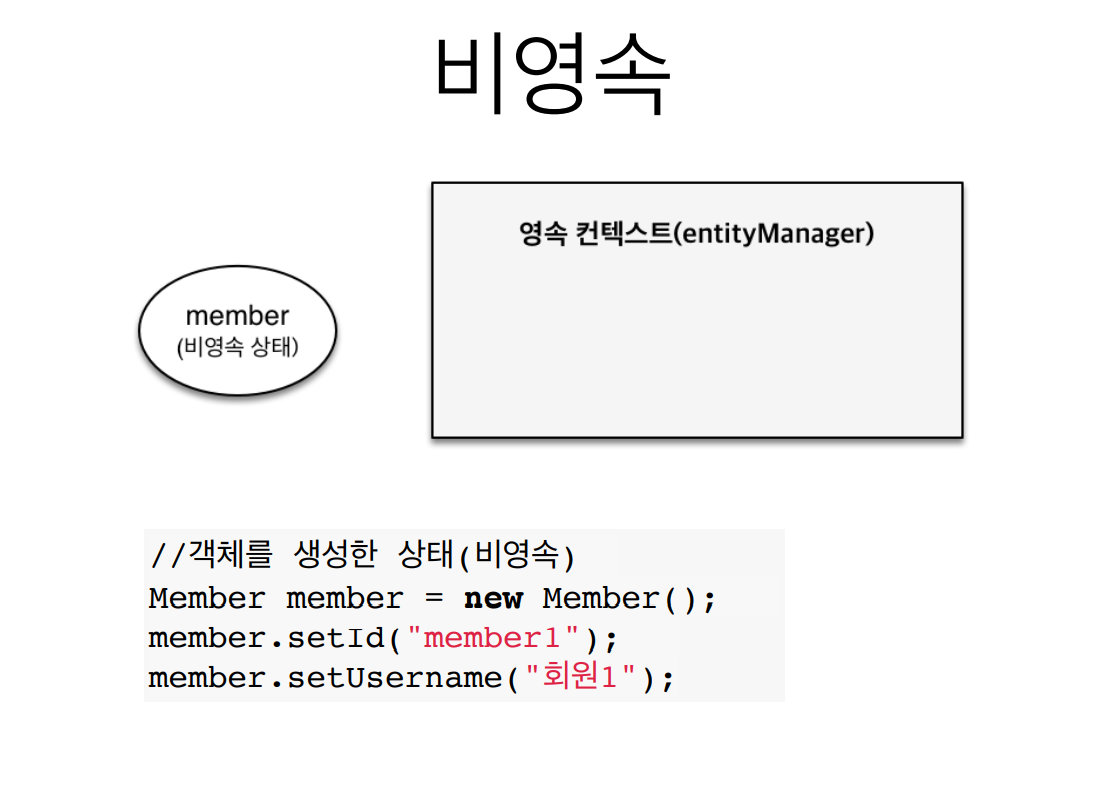 비영속
영속 컨텍스트(entityManager)
member
(비영속 상태)
//객체를 생성한 상태(비영속)
Member member = new Member();
member.setId("member1");
member.setUsername("회원1");